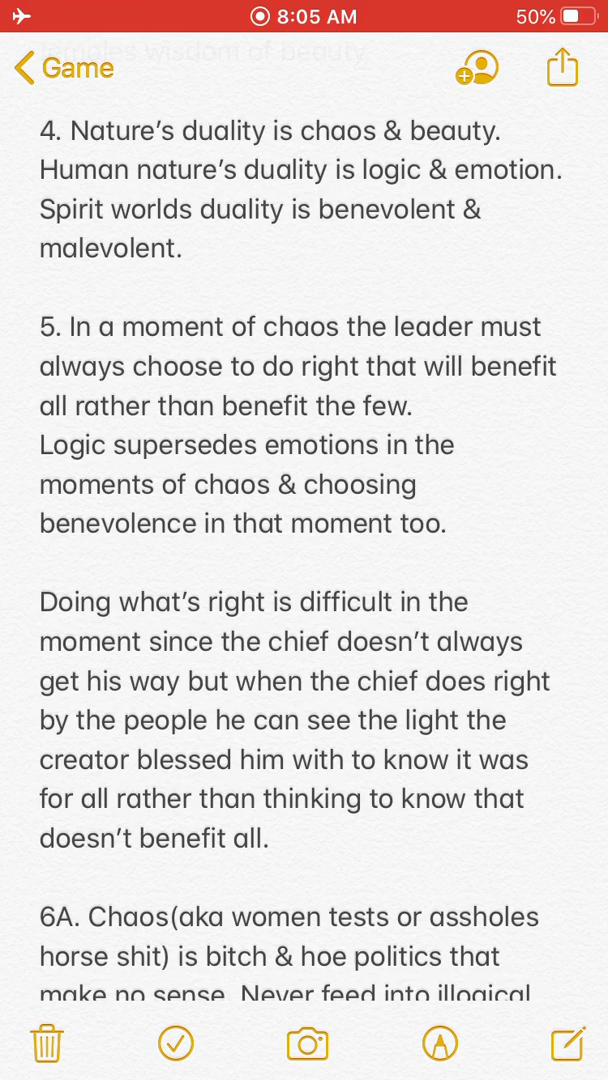 8:05 AM
50%
females wisdom of beauty
Game
4. Nature's duality is chaos & beauty.
Human nature's duality is logic & emotion.
Spirit worlds duality is benevolent &
malevolent.
5. In a moment of chaos the leader must
always choose to do right that will benefit
all rather than benefit the few.
Logic supersedes emotions in the
moments of chaos & choosing
benevolence in that moment too.
Doing what's right is difficult in the
moment since the chief doesn't always
get his way but when the chief does right
by the people he can see the light the
creator blessed him with to know it was
for all rather than thinking to know that
doesn't benefit all.
6A. Chaos(aka women tests or assholes
horse shit) is bitch & hoe politics that
make no sense. Never feed into illogical